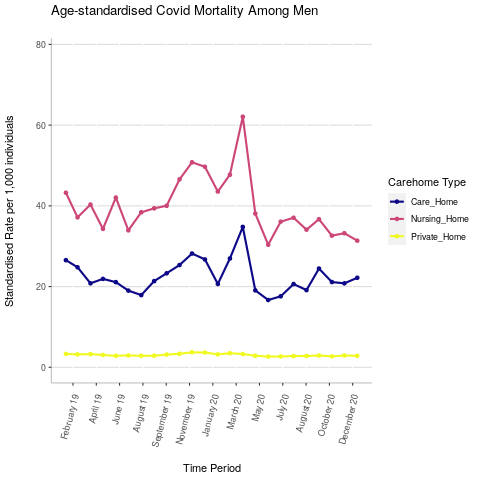 Age-standardised Covid Mortality Among Men
Standardised Rate per 1,000 individuals
80
60
40
20
0
February 19
April 19
June 19
August 19
September 19
November 19
January 20
March 20
May 20
July 20
August 20
October 20
December 20
Time Period
Carehome Type
Care_Home
Nursing_Home
Private_Home